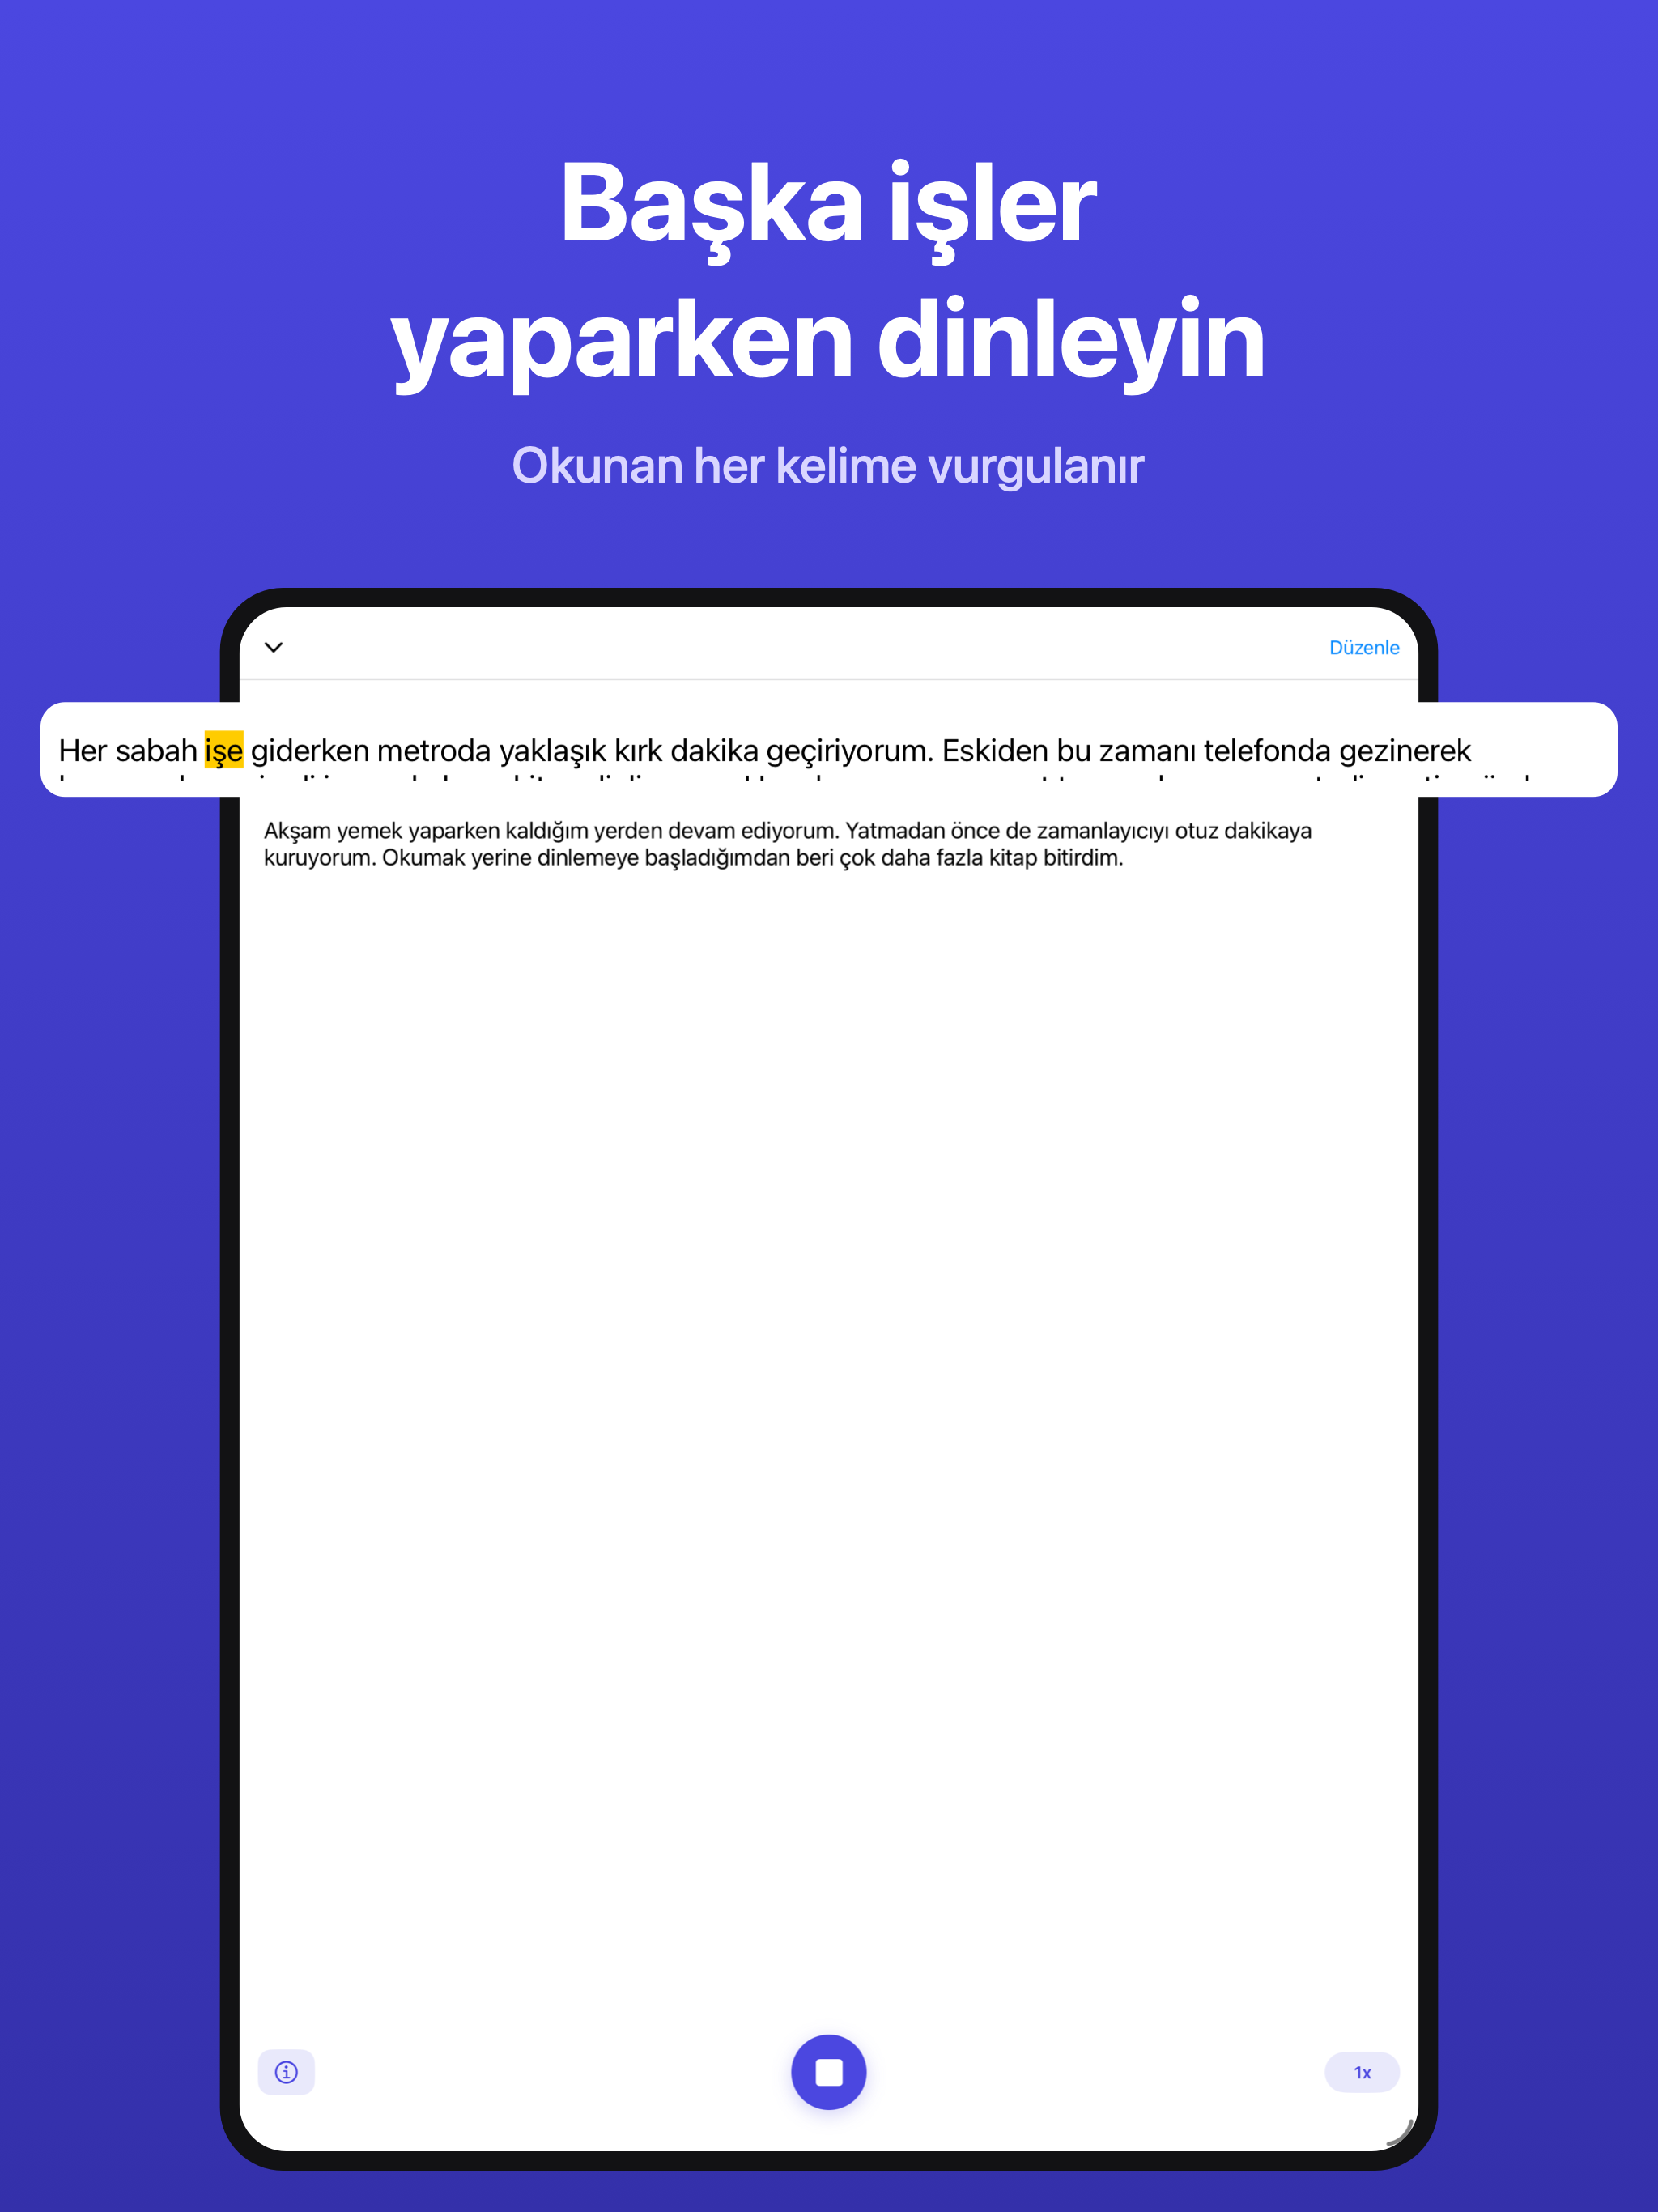 Başka işler
yaparken dinleyin
Okunan her kelime vurgulanır
Düzenle
Her sabah işe giderken metroda yaklaşık kırk dakika geçiriyorum. Eskiden bu zamanı telefonda gezinerek
Akşam yemek yaparken kaldığım yerden devam ediyorum. Yatmadan önce de zamanlayıcıyı otuz dakikaya
kuruyorum. Okumak yerine dinlemeye başladığımdan beri çok daha fazla kitap bitirdim.
1x